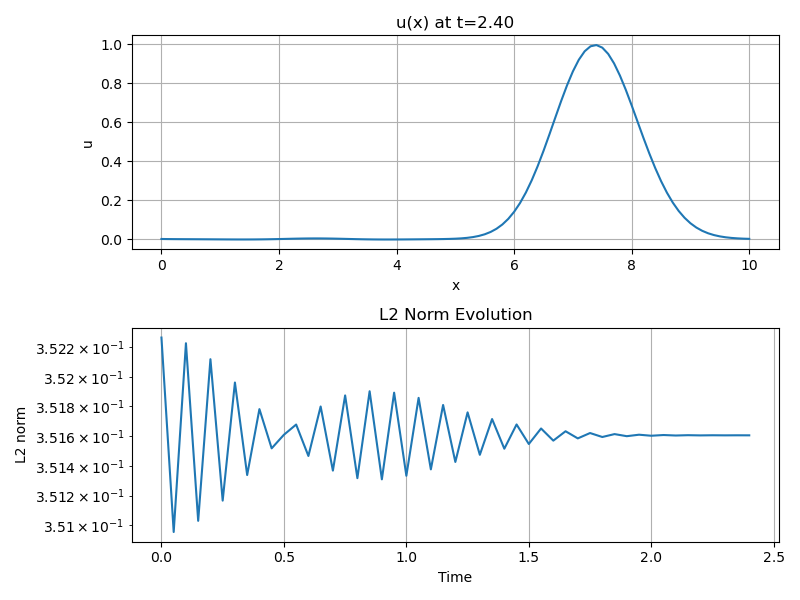 u(x) at t=2.40
1.0
0.8
0.6
0.4
0.2
0.0
u
0 2 4 6 8 10
x
L2 Norm Evolution
3.522 × 10⁻¹
3.52 × 10⁻¹
3.518 × 10⁻¹
3.516 × 10⁻¹
3.514 × 10⁻¹
3.512 × 10⁻¹
3.51 × 10⁻¹
L2 norm
0.0 0.5 1.0 1.5 2.0 2.5
Time